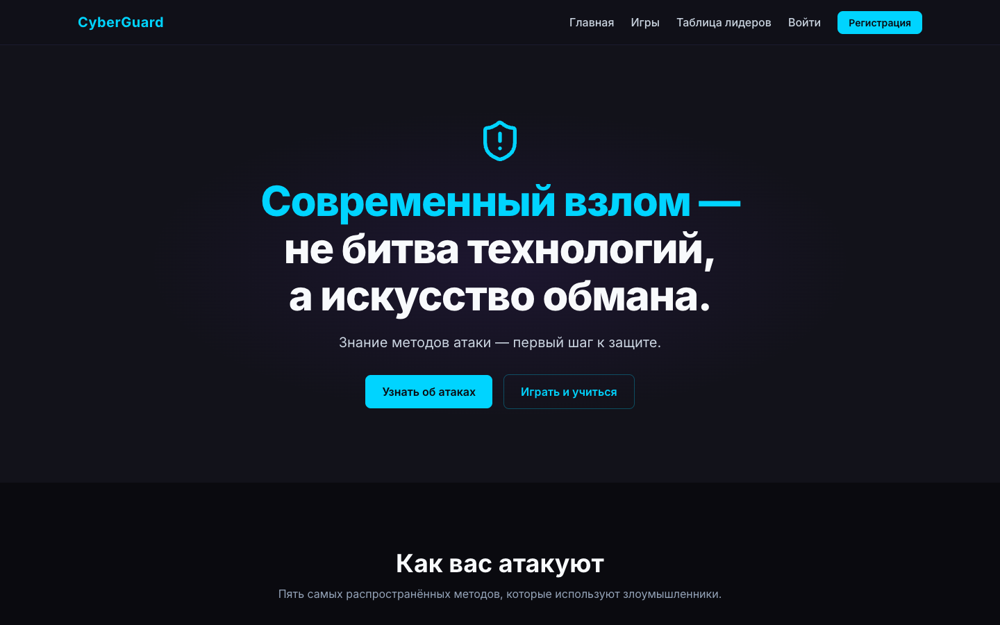 CyberGuard
Главная
Игры
Таблица лидеров
Войти
Регистрация
Современный взлом —
не битва технологий,
а искусство обмана.
Знание методов атаки — первый шаг к защите.
Узнать об атаках
Играть и учиться
Как вас атакуют
Пять самых распространённых методов, которые используют злоумышленники.